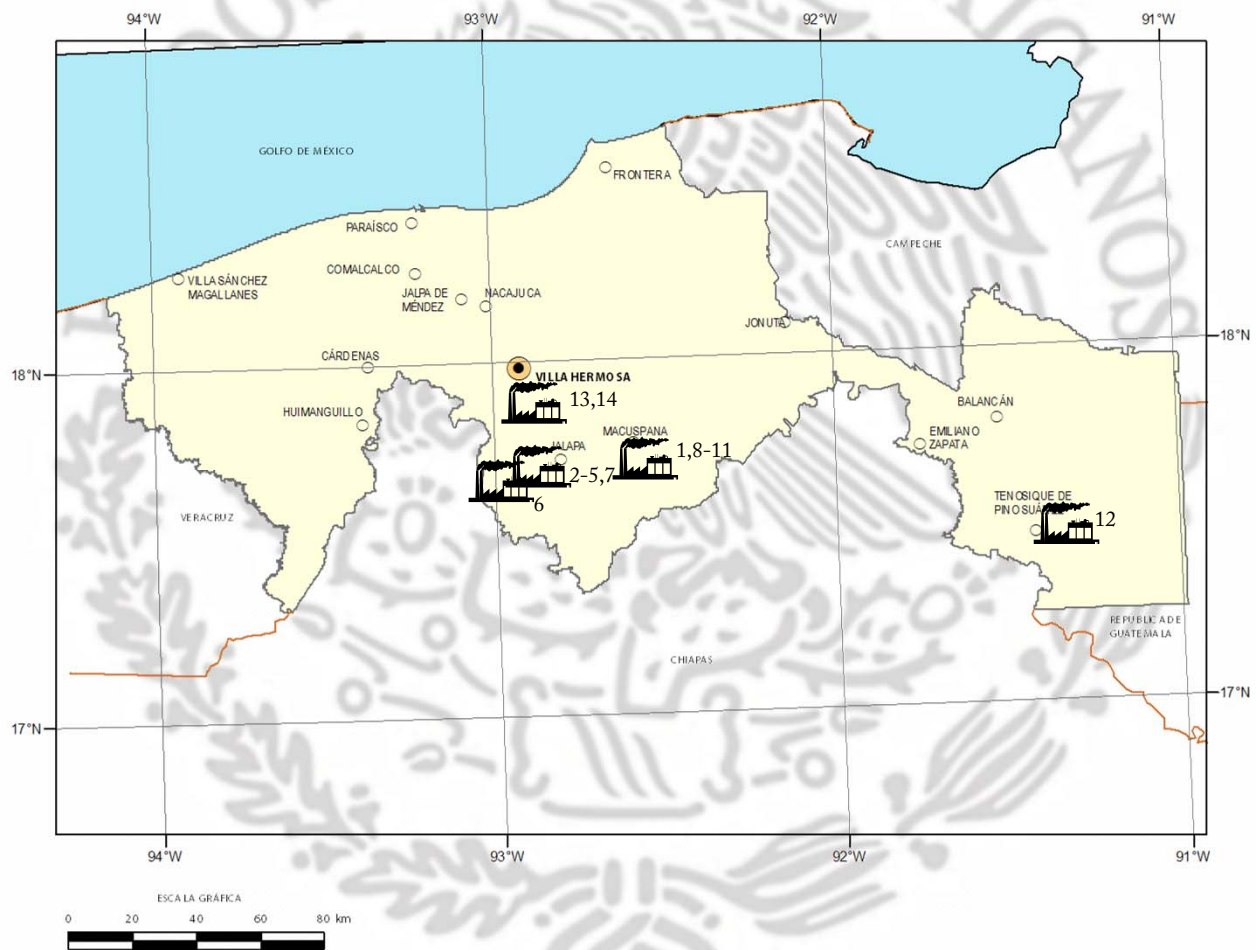 94°W 93°W 92°W 91°W
GOLFO DE MÉXICO
FRONTERA
PARAÍSCO
CAMPECHE
COMALCALCO
VILLA SÁNCHEZ
MAGALLANES
JALPA DE
MÉNDEZ
NACAJUCA
JONUTA
18°N
18°N
CÁRDENAS
VILLAHERMOSA
13,14
BALANCÁN
HUIMANGUILLO
EMILIANO
ZAPATA
MACUSPANA
1,8-11
JALAPA
2-5,7
6
TENOSIQUE DE
PINO SUÁREZ
12
VERACRUZ
REPUBLICA DE
GUATEMALA
CHIAPAS
17°N
17°N
94°W 93°W 92°W 91°W
ESCALA GRÁFICA
0 20 40 60 80 km
ICANOS